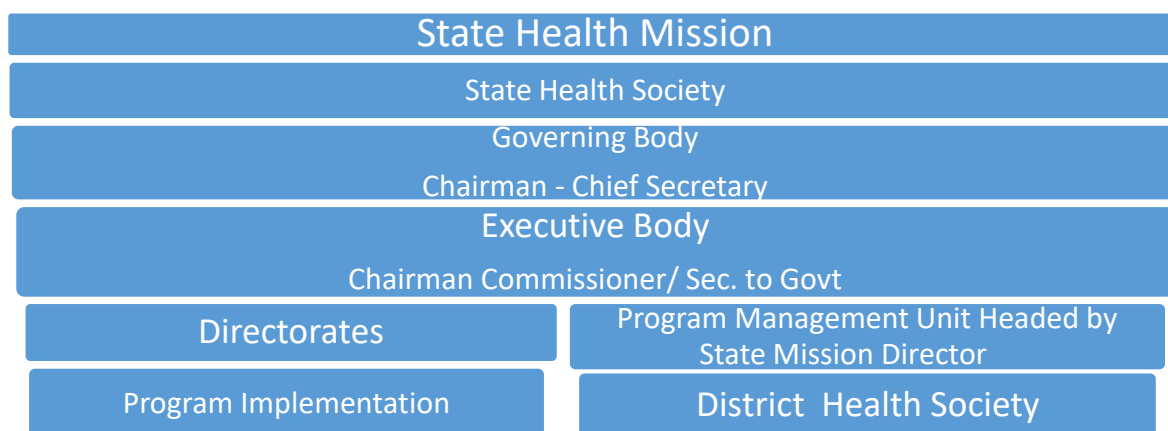 State Health Mission
State Health Society
Governing Body
Chairman - Chief Secretary
Executive Body
Chairman Commissioner/ Sec. to Govt
Directorates
Program Management Unit Headed by
State Mission Director
Program Implementation
District Health Society